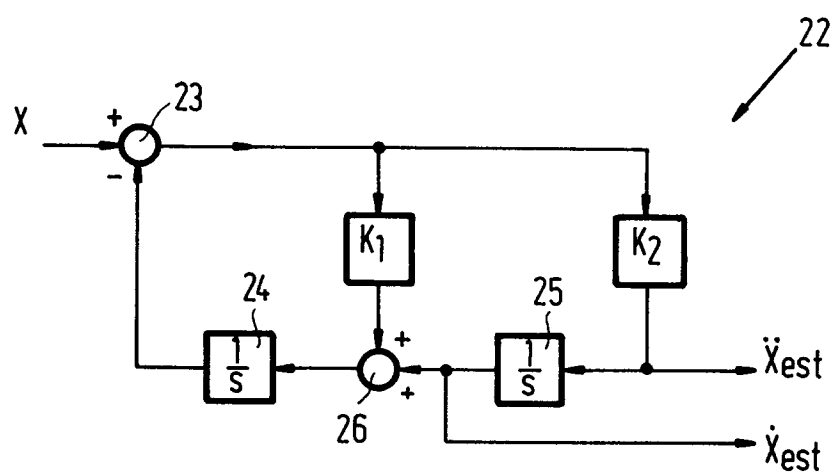 22
23
X
+
−
K1
K2
24
25
1/s
+
1/s
Ẍest
+
26
Ẋest